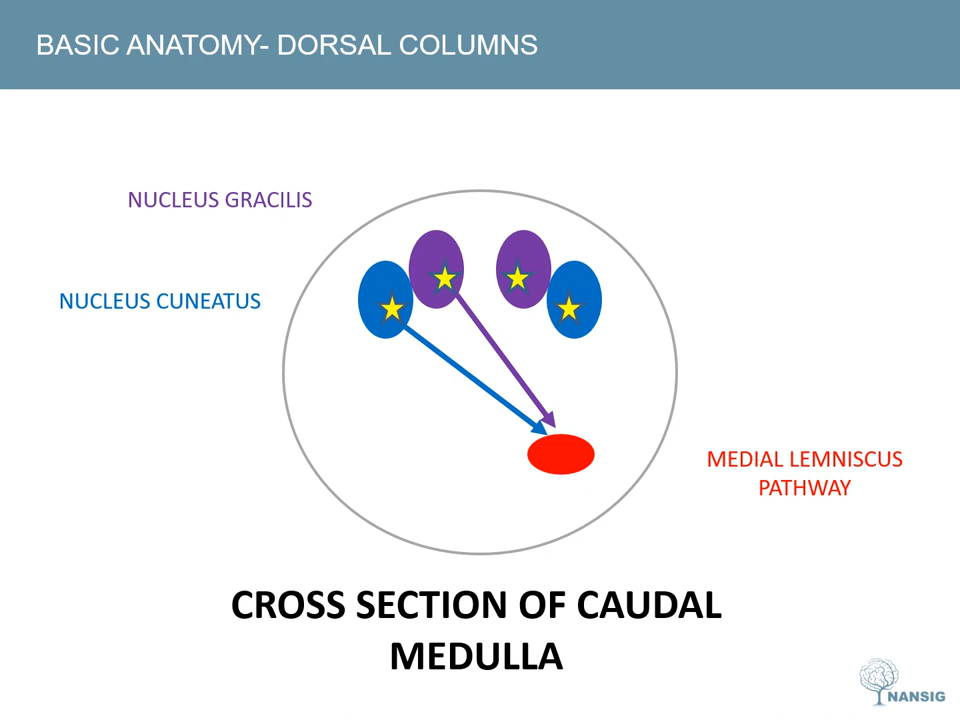 BASIC ANATOMY- DORSAL COLUMNS
NUCLEUS GRACILIS
NUCLEUS CUNEATUS
MEDIAL LEMNISCUS
PATHWAY
CROSS SECTION OF CAUDAL
MEDULLA
NANSIG